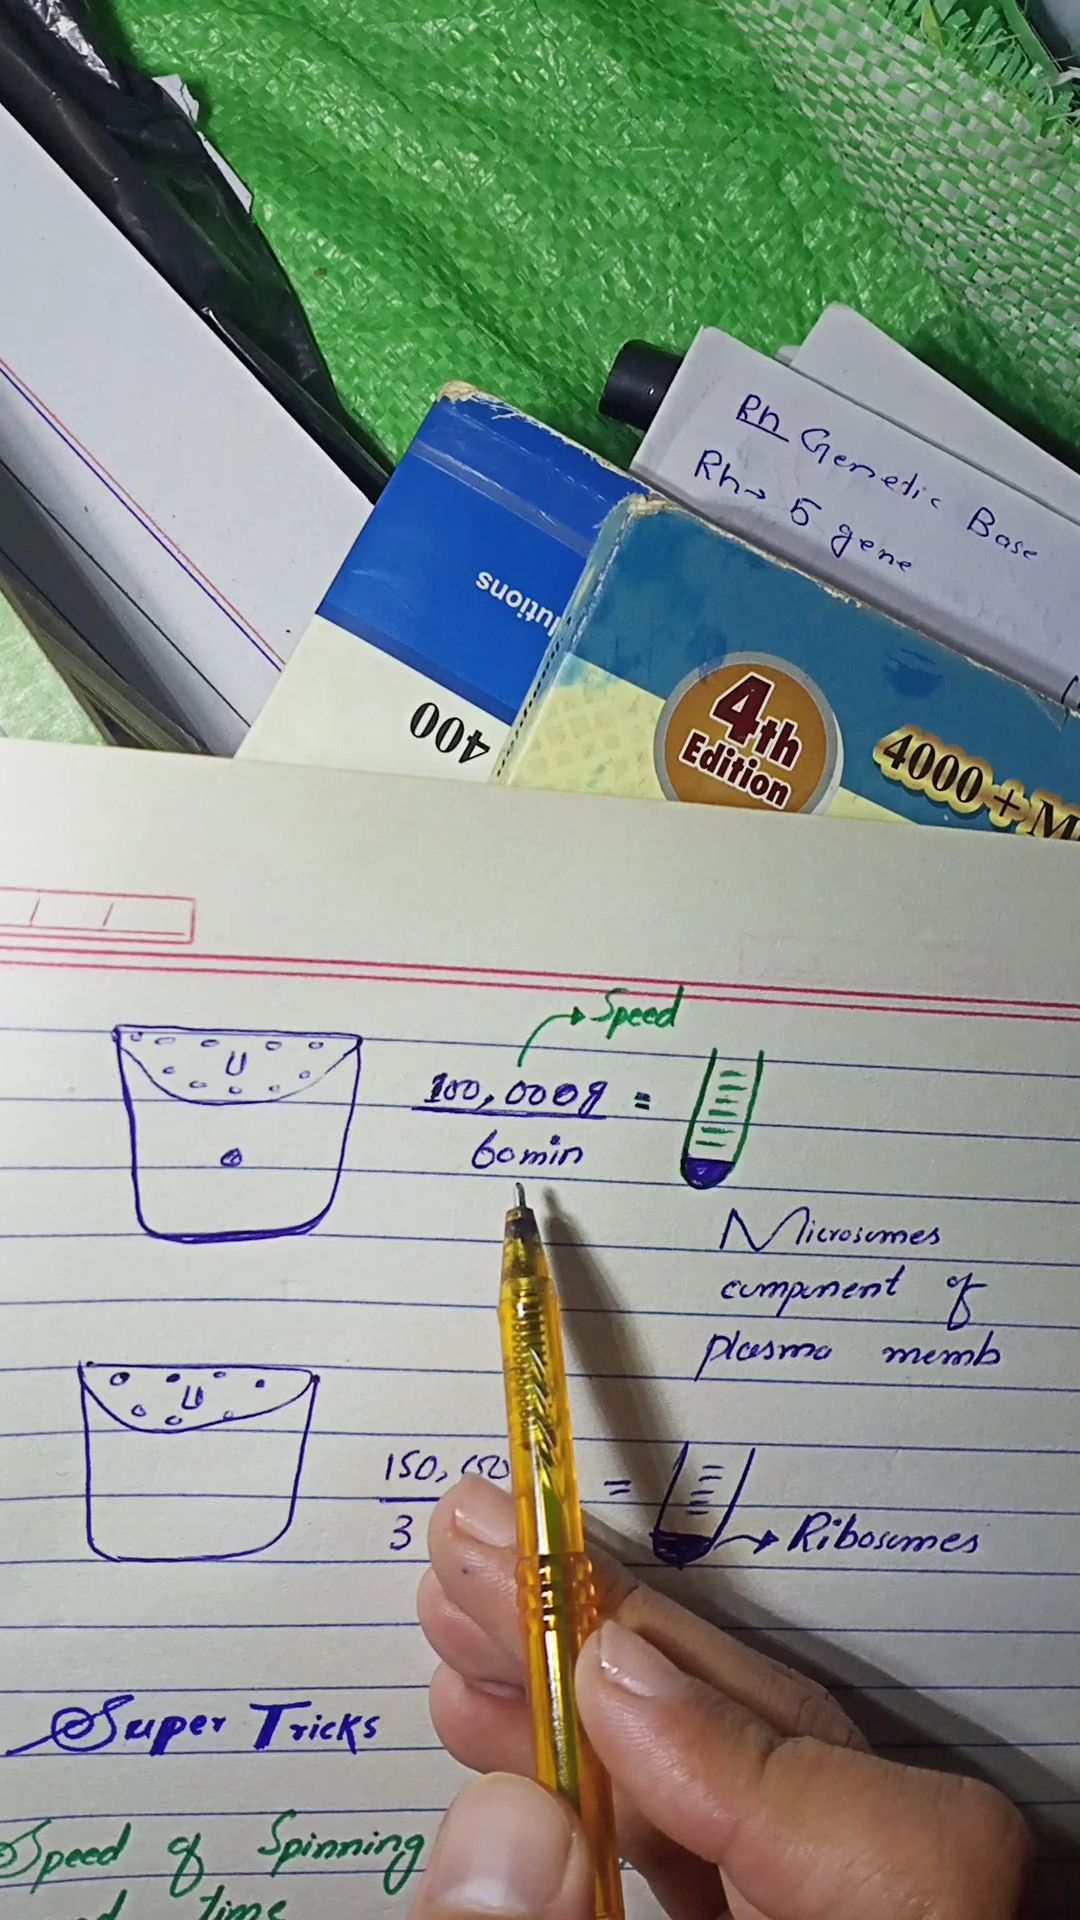 Rh Genetic Base
Rh→ 5 gene
lutions
400
4th
Edition
4000 + M
Speed
100,000g =
60min
Microsomes
component of
plasma memb
U
U
150,
3
=
Ribosomes
Super Tricks
Speed of Spinning
time